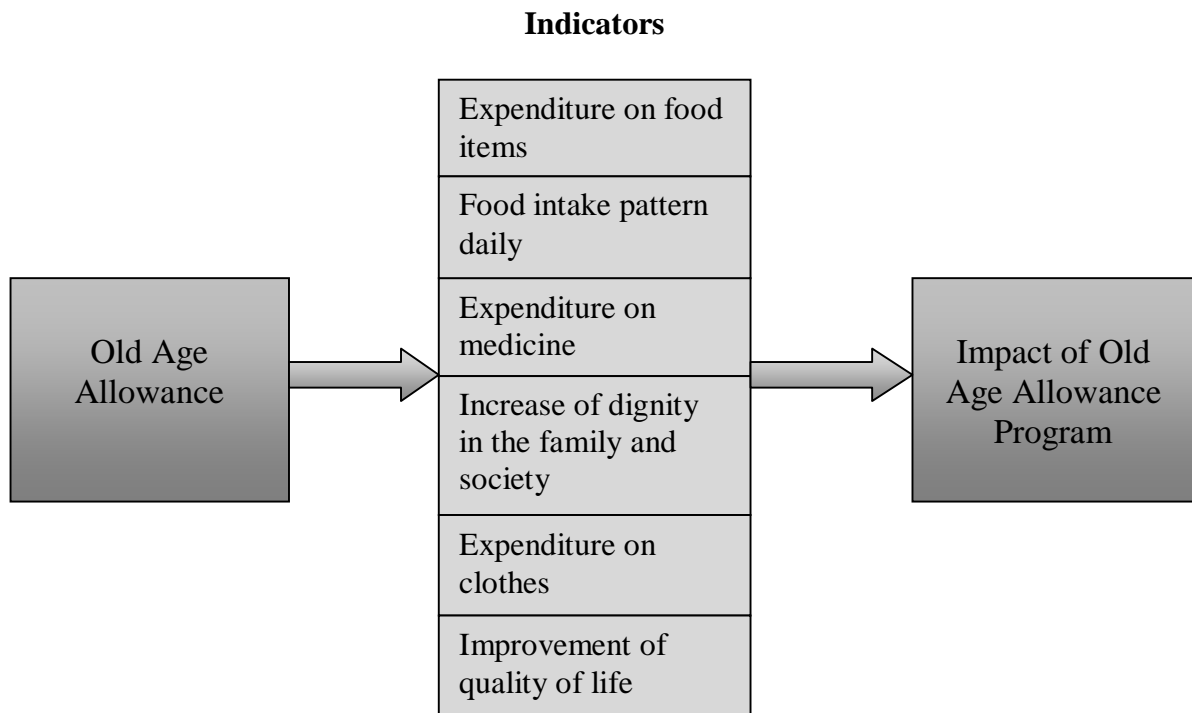 Indicators
Expenditure on food
items
Food intake pattern
daily
Expenditure on
medicine
Increase of dignity
in the family and
society
Expenditure on
clothes
Improvement of
quality of life
Old Age
Allowance
Impact of Old
Age Allowance
Program